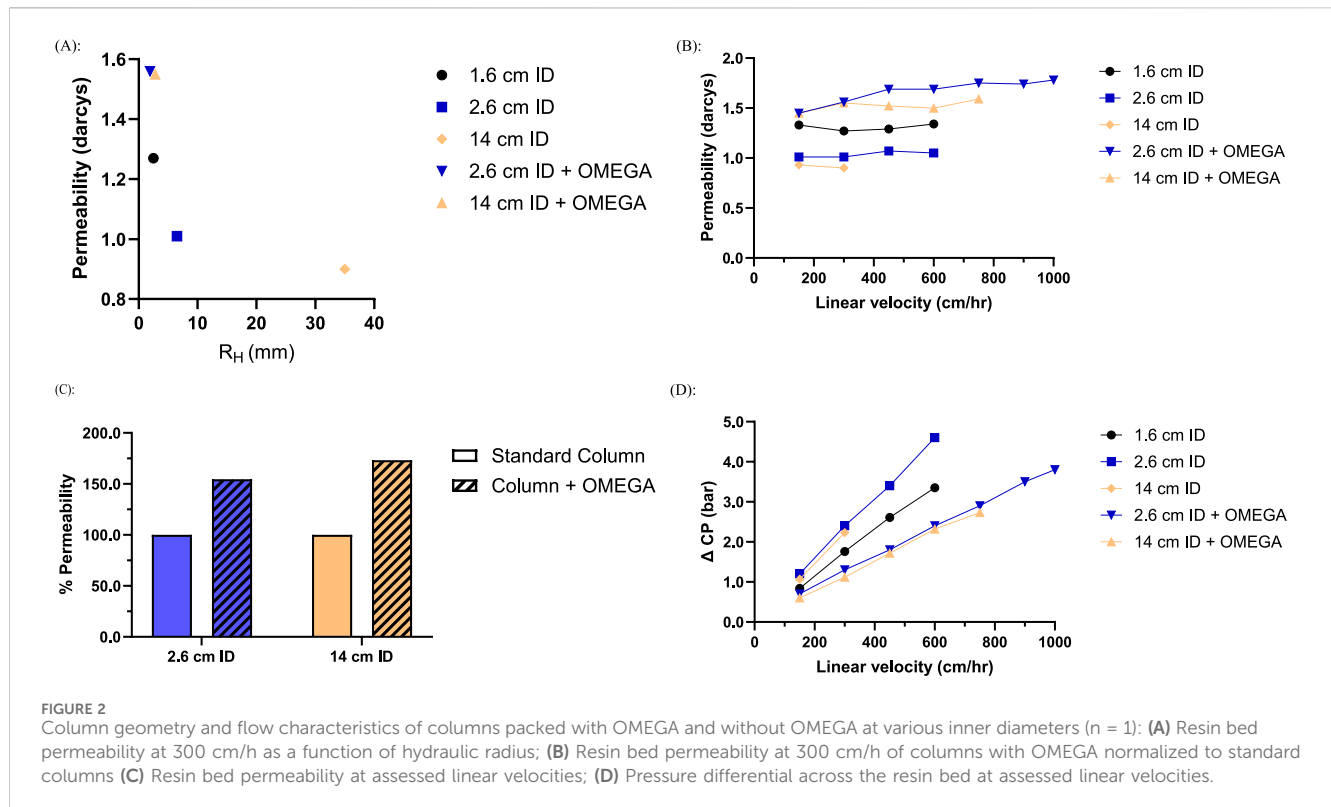 (A):
Permeability (darcys)
1.6
1.4
1.2
1.0
0.8
0
10
20
30
40
R_H (mm)
1.6 cm ID
2.6 cm ID
14 cm ID
2.6 cm ID + OMEGA
14 cm ID + OMEGA
(B):
Permeability (darcys)
2.0
1.5
1.0
0.5
0.0
0
200
400
600
800
1000
Linear velocity (cm/hr)
1.6 cm ID
2.6 cm ID
14 cm ID
2.6 cm ID + OMEGA
14 cm ID + OMEGA
(C):
% Permeability
200.0
150.0
100.0
50.0
0.0
2.6 cm ID
14 cm ID
Standard Column
Column + OMEGA
(D):
Δ CP (bar)
5.0
4.0
3.0
2.0
1.0
0.0
0
200
400
600
800
1000
Linear velocity (cm/hr)
1.6 cm ID
2.6 cm ID
14 cm ID
2.6 cm ID + OMEGA
14 cm ID + OMEGA
FIGURE 2
Column geometry and flow characteristics of columns packed with OMEGA and without OMEGA at various inner diameters (n = 1): (A) Resin bed
permeability at 300 cm/h as a function of hydraulic radius; (B) Resin bed permeability at 300 cm/h of columns with OMEGA normalized to standard
columns (C) Resin bed permeability at assessed linear velocities; (D) Pressure differential across the resin bed at assessed linear velocities.